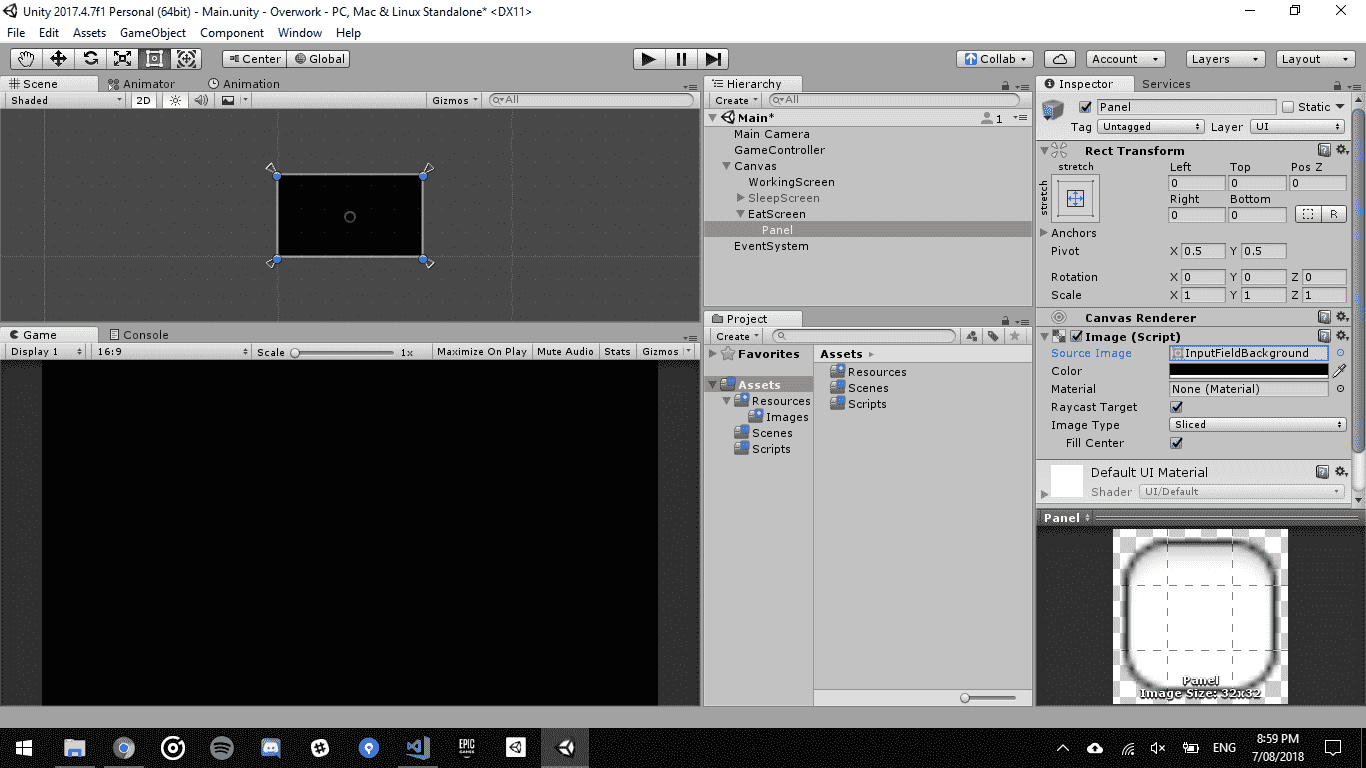 Unity 2017.4.7f1 Personal (64bit) - Main.unity - Overwork - PC, Mac & Linux Standalone* <DX11>
File Edit Assets GameObject Component Window Help
Center Global Collab Account Layers Layout
Scene Animator Animation
Shaded 2D Gizmos All
Hierarchy
Create All
Main* 1
Main Camera
GameController
Canvas
WorkingScreen
SleepScreen
EatScreen
Panel
EventSystem
Game Console
Display 1 16:9 Scale 1x Maximize On Play Mute Audio Stats Gizmos
Project
Create
Favorites
Assets
Resources
Images
Scenes
Scripts
Assets
Resources
Scenes
Scripts
Inspector Services
Panel Static
Tag Untagged Layer UI
Rect Transform
stretch Left Top Pos Z
stretch 0 0 0
Right Bottom
0 0 R
Anchors
Pivot X 0.5 Y 0.5
Rotation X 0 Y 0 Z 0
Scale X 1 Y 1 Z 1
Canvas Renderer
Image (Script)
Source Image InputFieldBackground
Color
Material None (Material)
Raycast Target
Image Type Sliced
Fill Center
Default UI Material
Shader UI/Default
Panel
Panel
Image Size: 32x32
EPIC GAMES
ENG 8:59 PM
7/08/2018